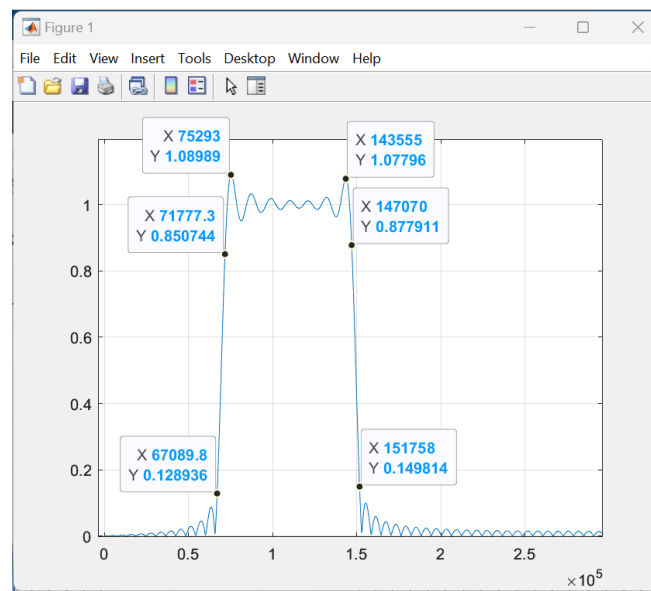 Figure 1
File Edit View Insert Tools Desktop Window Help
X 75293
Y 1.08989
X 143555
Y 1.07796
X 71777.3
Y 0.850744
X 147070
Y 0.877911
X 67089.8
Y 0.128936
X 151758
Y 0.149814
1
0.8
0.6
0.4
0.2
0
0 0.5 1 1.5 2 2.5
×10^5